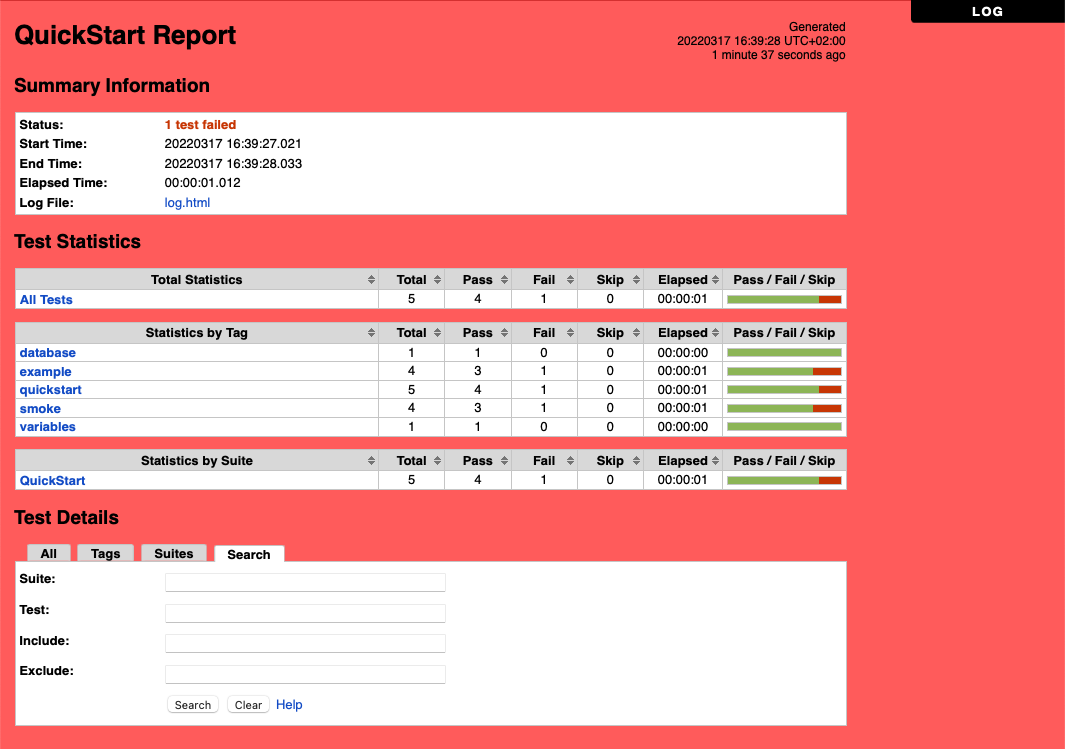 LOG
QuickStart Report
Generated
20220317 16:39:28 UTC+02:00
1 minute 37 seconds ago
Summary Information
Status: 1 test failed
Start Time: 20220317 16:39:27.021
End Time: 20220317 16:39:28.033
Elapsed Time: 00:00:01.012
Log File: log.html
Test Statistics
Total Statistics Total Pass Fail Skip Elapsed Pass / Fail / Skip
All Tests 5 4 1 0 00:00:01
Statistics by Tag Total Pass Fail Skip Elapsed Pass / Fail / Skip
database 1 1 0 0 00:00:00
example 4 3 1 0 00:00:01
quickstart 5 4 1 0 00:00:01
smoke 4 3 1 0 00:00:01
variables 1 1 0 0 00:00:00
Statistics by Suite Total Pass Fail Skip Elapsed Pass / Fail / Skip
QuickStart 5 4 1 0 00:00:01
Test Details
All Tags Suites Search
Suite:
Test:
Include:
Exclude:
Search Clear Help